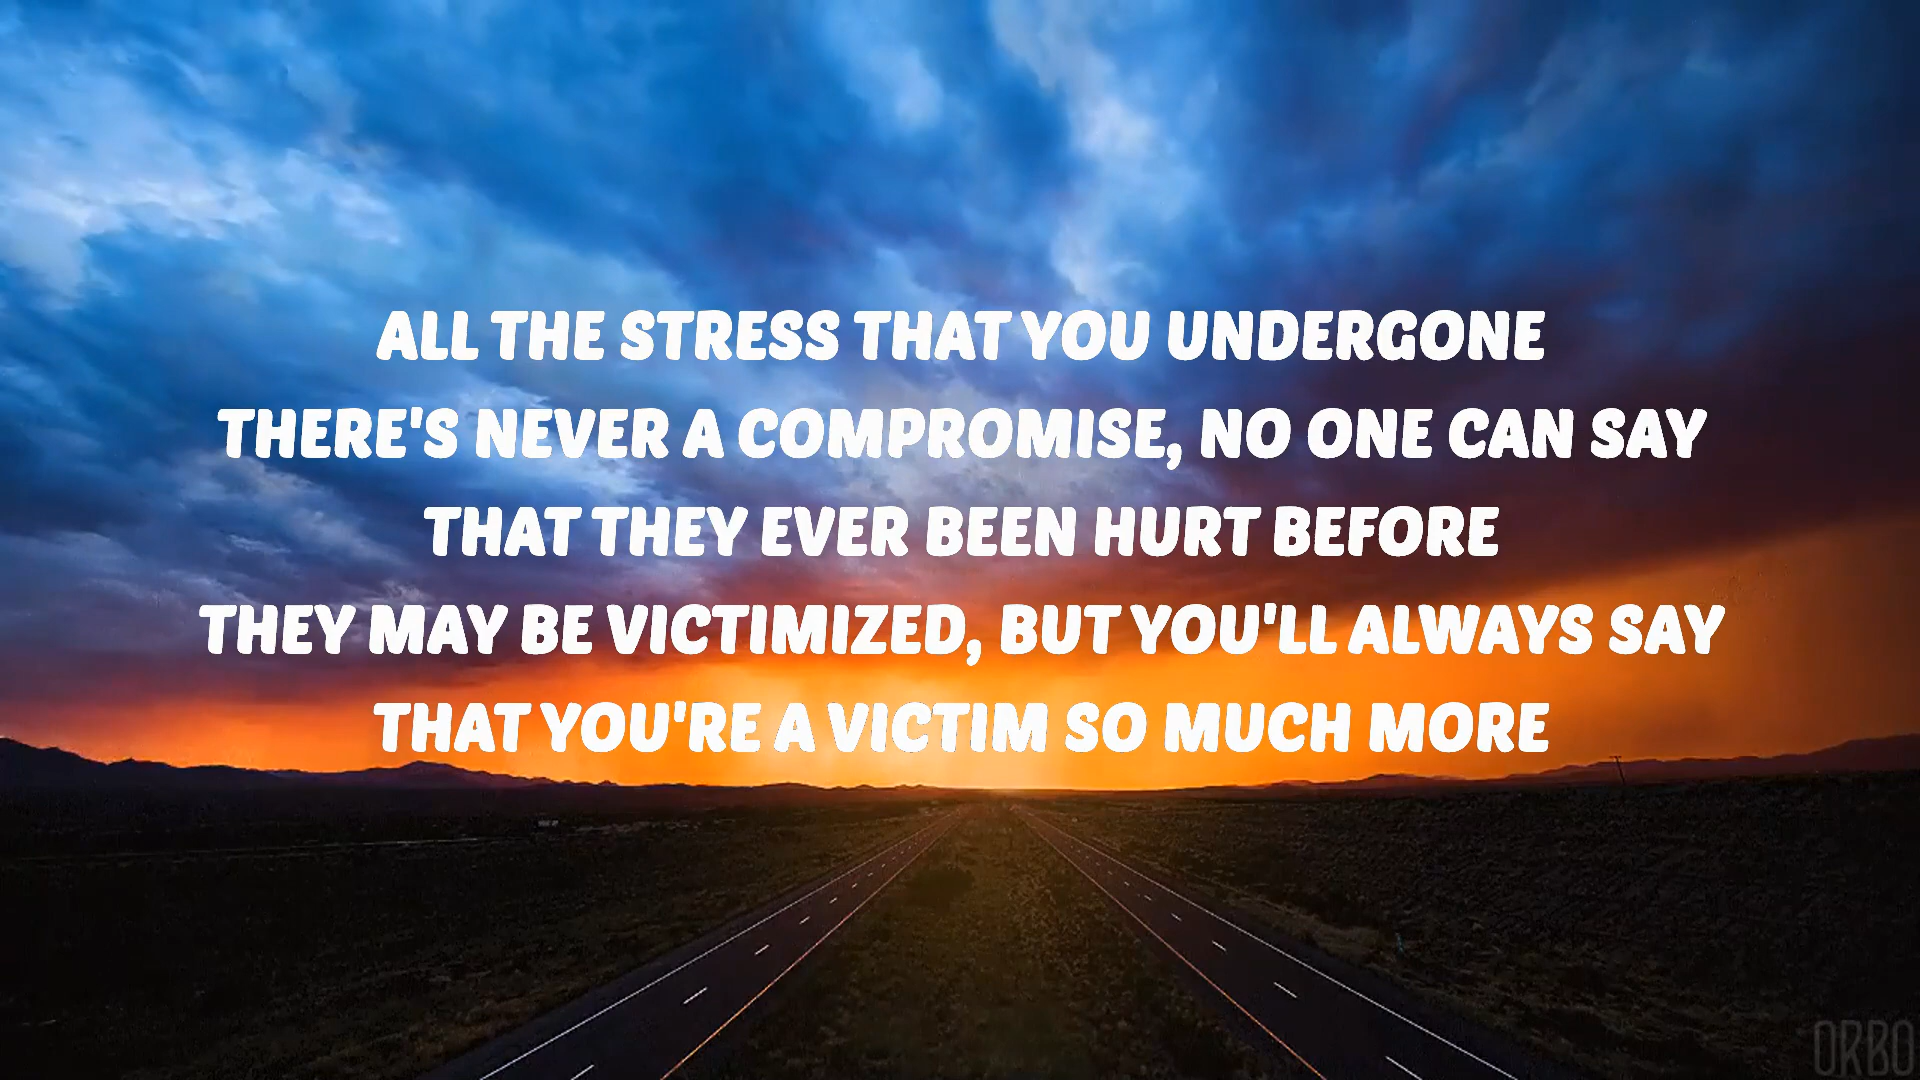 ALL THE STRESS THAT YOU UNDERGONE
THERE'S NEVER A COMPROMISE, NO ONE CAN SAY
THAT THEY EVER BEEN HURT BEFORE
THEY MAY BE VICTIMIZED, BUT YOU'LL ALWAYS SAY
THAT YOU'RE A VICTIM SO MUCH MORE
ORBO